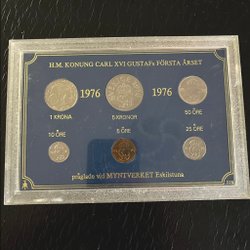 H.M. KONUNG CARL XVI GUSTAFs FÖRSTA ÅRSET
1976 1976
1 KRONA 5 KRONOR 50 ÖRE
10 ÖRE 5 ÖRE 25 ÖRE
präglade vid MYNTVERKET Eskilstuna